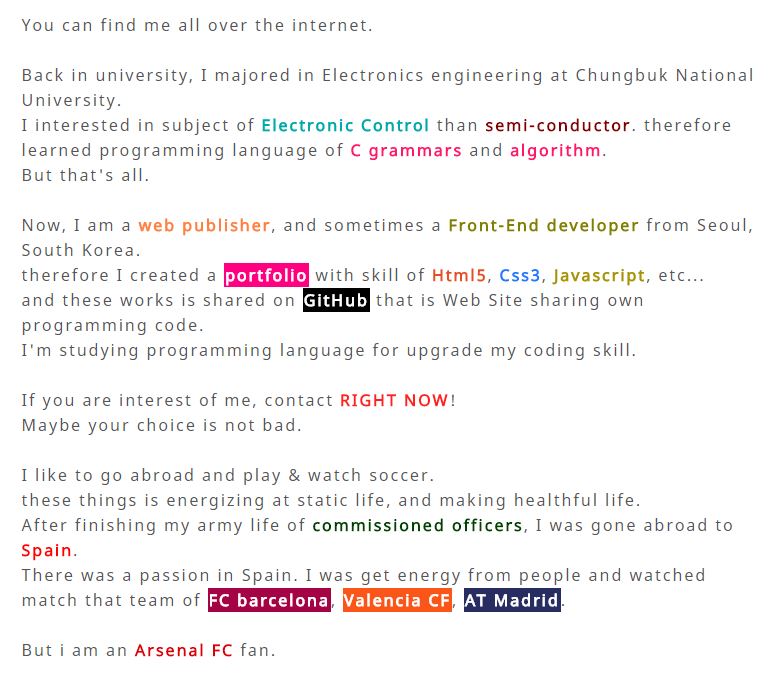 You can find me all over the internet.
Back in university, I majored in Electronics engineering at Chungbuk National
University.
I interested in subject of Electronic Control than semi-conductor. therefore
learned programming language of C grammars and algorithm.
But that's all.
Now, I am a web publisher, and sometimes a Front-End developer from Seoul,
South Korea.
therefore I created a portfolio with skill of Html5, Css3, Javascript, etc...
and these works is shared on GitHub that is Web Site sharing own
programming code.
I'm studying programming language for upgrade my coding skill.
If you are interest of me, contact RIGHT NOW!
Maybe your choice is not bad.
I like to go abroad and play & watch soccer.
these things is energizing at static life, and making healthful life.
After finishing my army life of commissioned officers, I was gone abroad to
Spain.
There was a passion in Spain. I was get energy from people and watched
match that team of FC barcelona, Valencia CF, AT Madrid.
But i am an Arsenal FC fan.